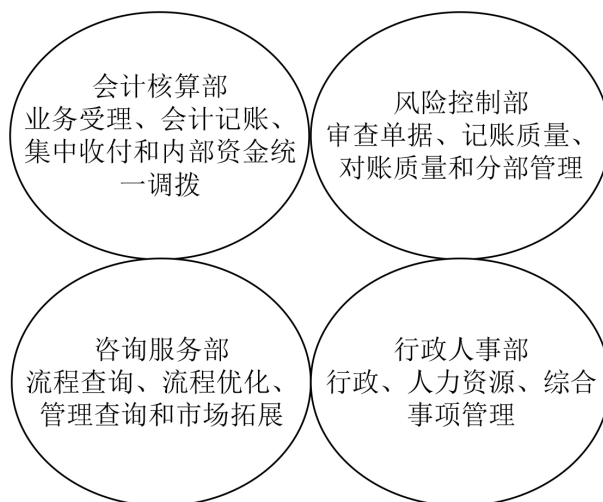 会计核算部
业务受理、会计记账、
集中收付和内部资金统
一调拨
风险控制部
审查单据、记账质量、
对账质量和分部管理
咨询服务部
流程查询、流程优化、
管理查询和市场拓展
行政人事部
行政、人力资源、综合
事项管理